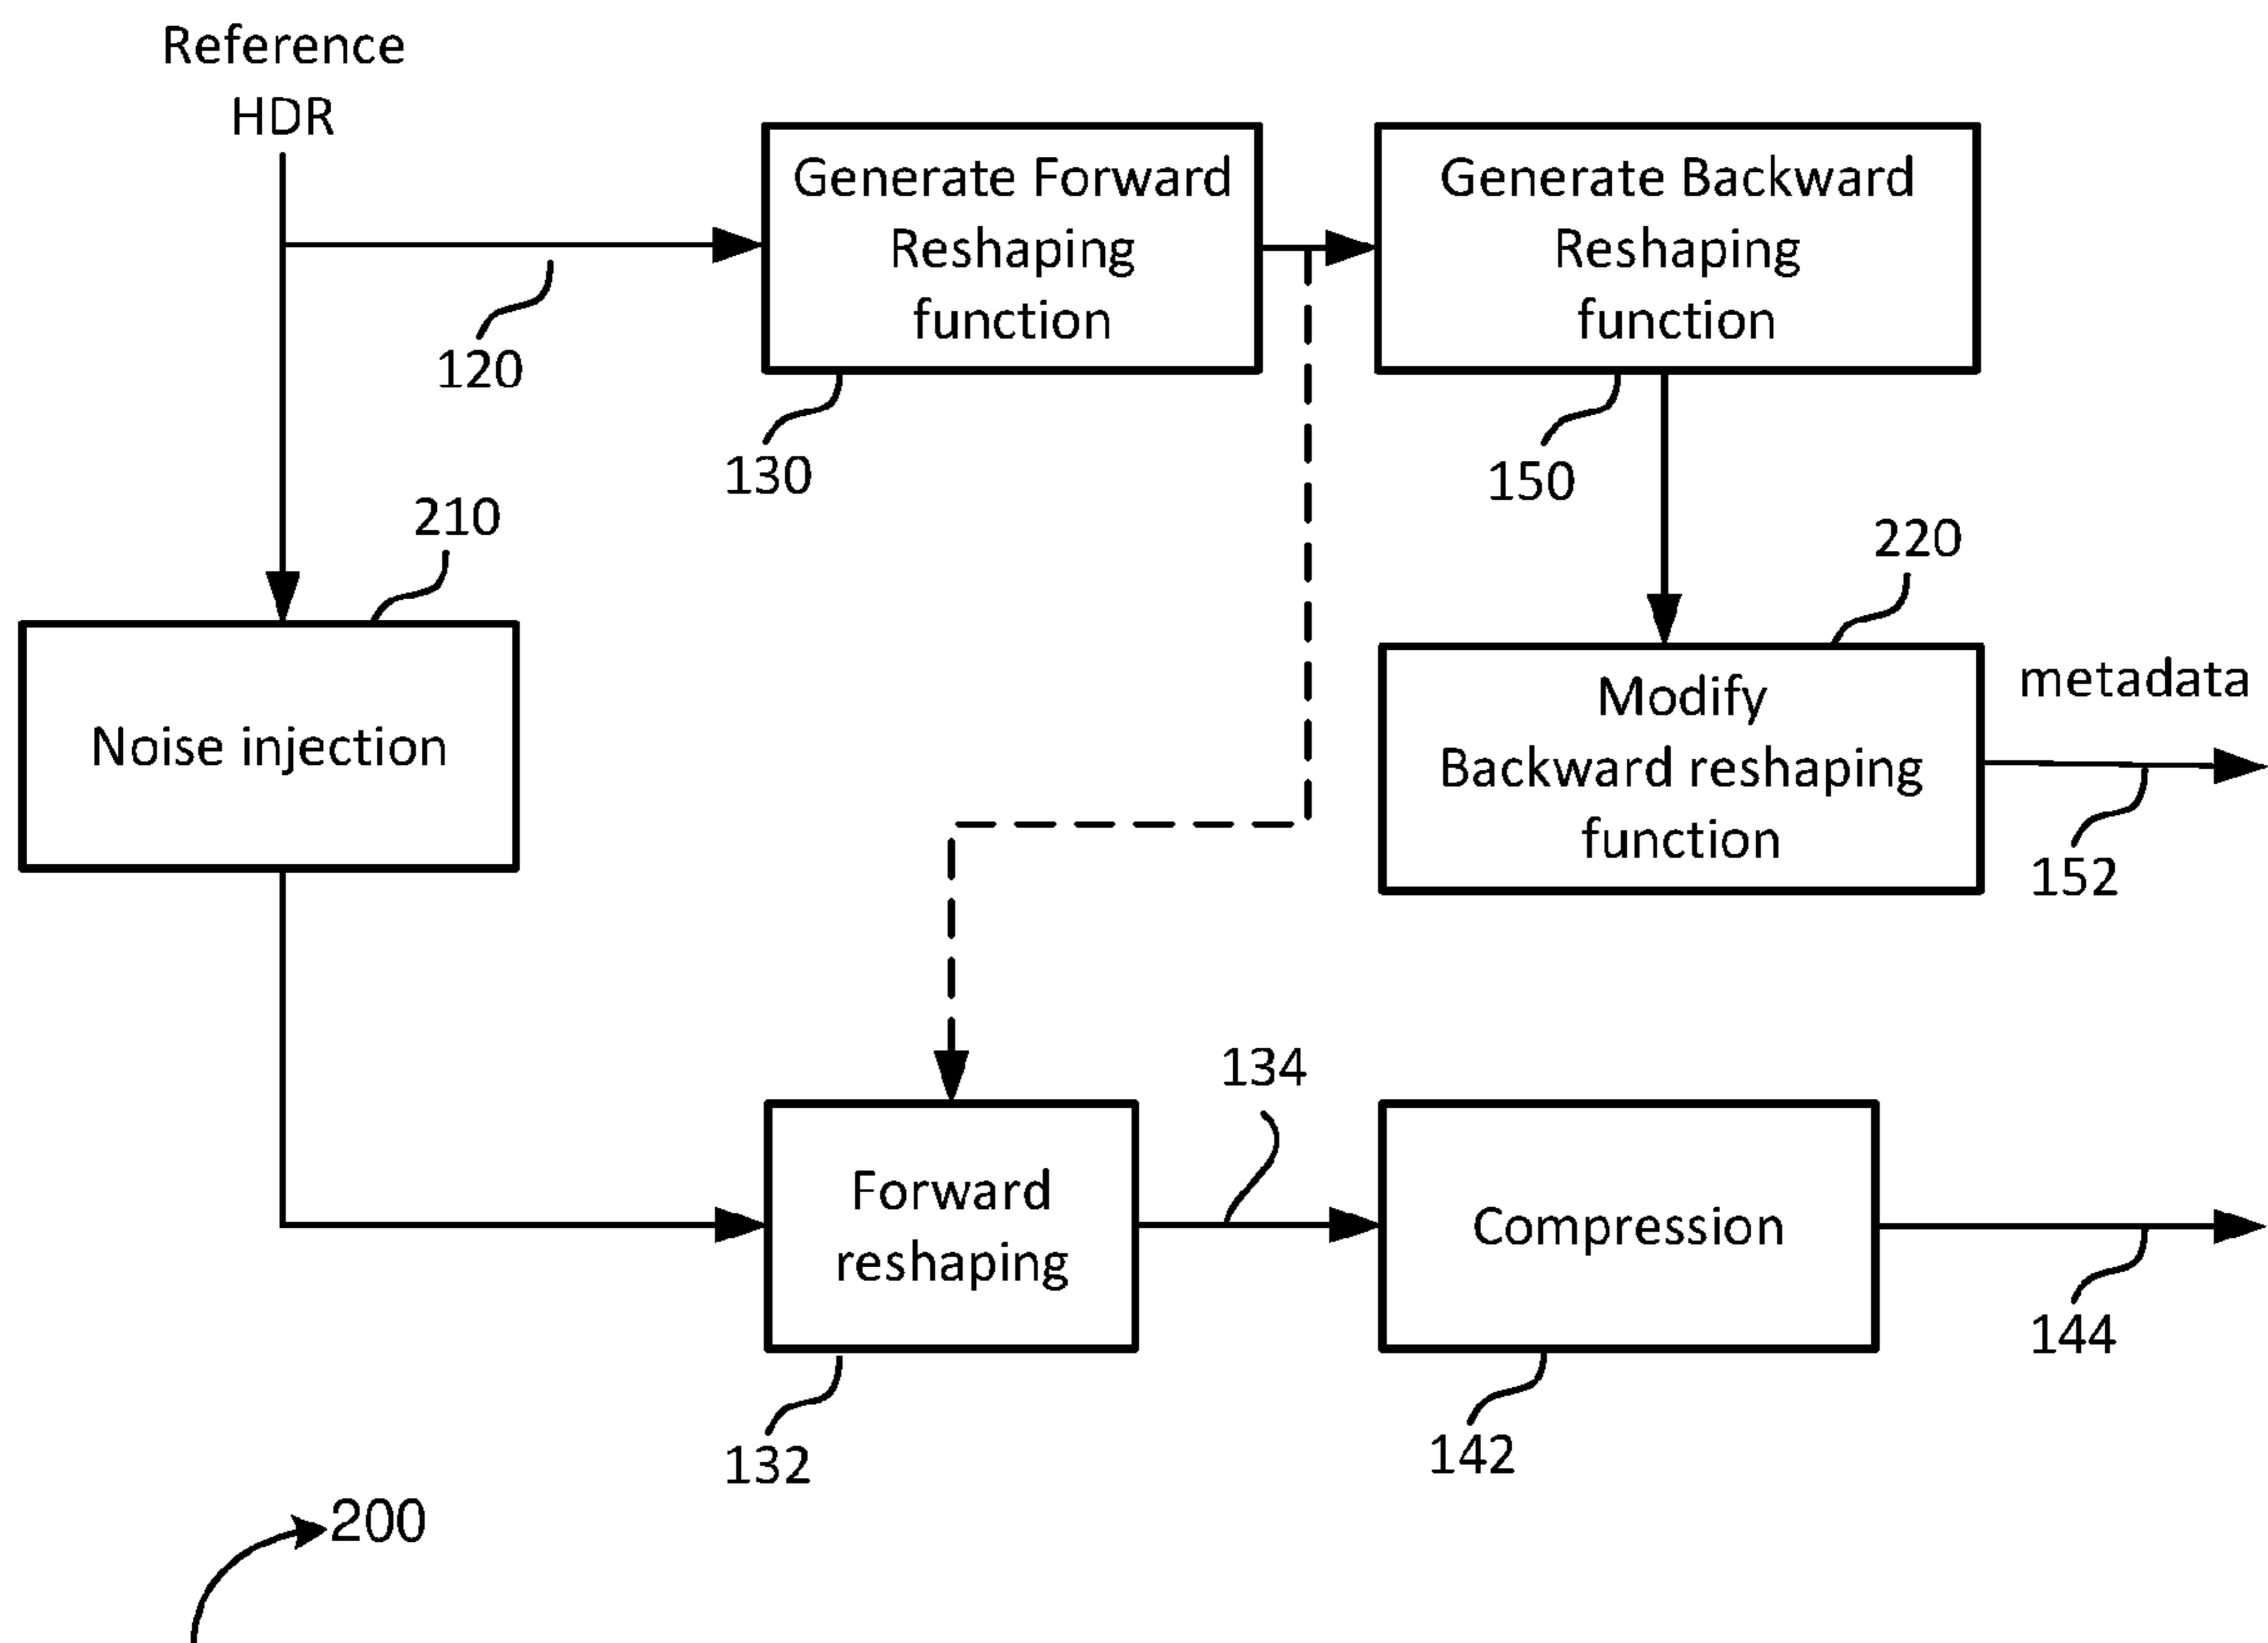 Reference
HDR
Generate Forward
Reshaping
function
Generate Backward
Reshaping
function
120
130
150
210
220
Noise injection
Modify
Backward reshaping
function
metadata
152
134
Forward
reshaping
Compression
144
132
142
200